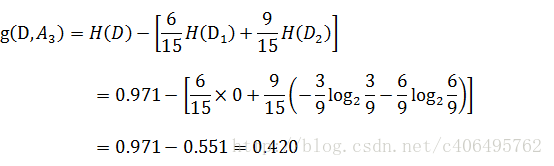 g(D,A₃) = H(D) − [6/15 H(D₁) + 9/15 H(D₂)]
= 0.971 − [6/15 × 0 + 9/15 (−3/9 log₂ 3/9 − 6/9 log₂ 6/9)]
= 0.971 − 0.551 = 0.420
http://blog.csdn.net/c406495762